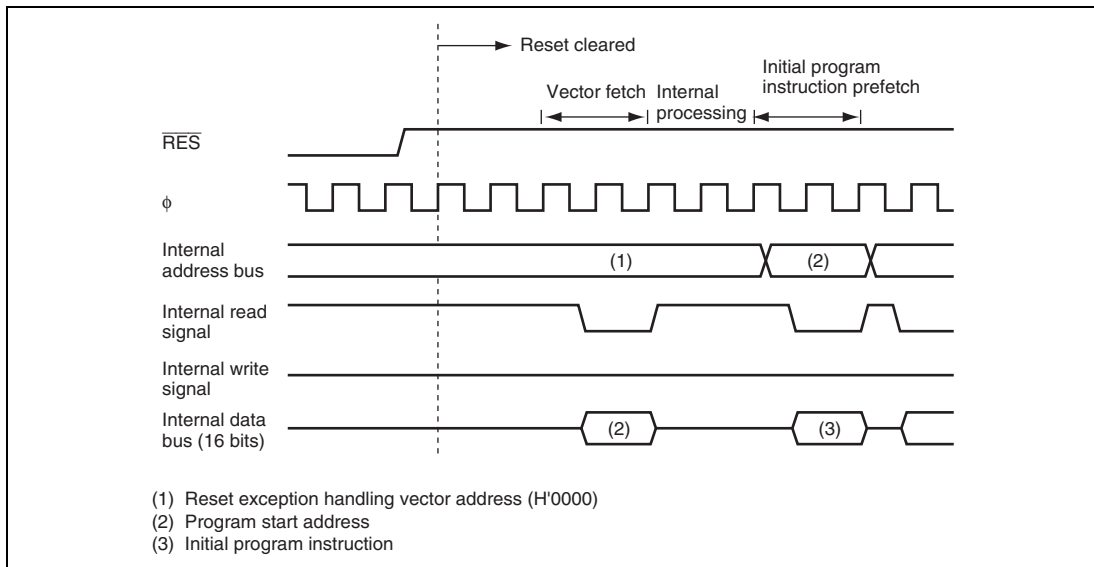 Reset cleared
Initial program
instruction prefetch
Vector fetch
Internal
processing
RES
φ
Internal
address bus
(1)
(2)
Internal read
signal
Internal write
signal
Internal data
bus (16 bits)
(2)
(3)
(1) Reset exception handling vector address (H'0000)
(2) Program start address
(3) Initial program instruction